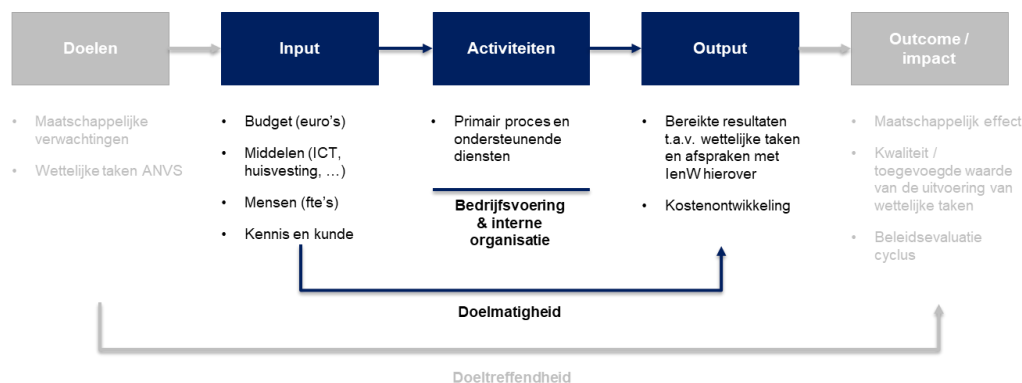 Doelen
Input
Activiteiten
Output
Outcome /
impact
• Maatschappelijke
verwachtingen
• Wettelijke taken ANVS
• Budget (euro's)
• Middelen (ICT,
huisvesting, ...)
• Mensen (fte's)
• Kennis en kunde
• Primair proces en
ondersteunende
diensten
Bedrijfsvoering
& interne
organisatie
• Bereikte resultaten
t.a.v. wettelijke taken
en afspraken met
IenW hierover
• Kostenontwikkeling
• Maatschappelijk effect
• Kwaliteit /
toegevoegde waarde
van de uitvoering van
wettelijke taken
• Beleidsevaluatie
cyclus
Doelmatigheid
Doeltreffendheid